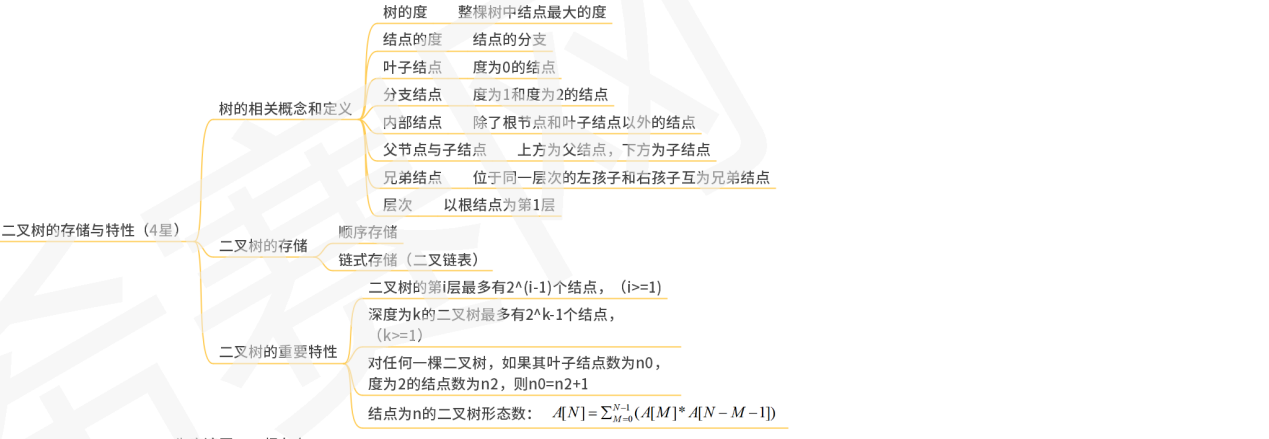 树的度 整棵树中结点最大的度
结点的度 结点的分支
叶子结点 度为0的结点
分支结点 度为1和度为2的结点
树的相关概念和定义
内部结点 除了根节点和叶子结点以外的结点
父节点与子结点 上方为父结点，下方为子结点
兄弟结点 位于同一层次的左孩子和右孩子互为兄弟结点
层次 以根结点为第1层
二叉树的存储与特性（4星）
二叉树的存储
顺序存储
链式存储（二叉链表）
二叉树的重要特性
二叉树的第i层最多有2^(i-1)个结点，（i>=1)
深度为k的二叉树最多有2^k-1个结点，
（k>=1）
对任何一棵二叉树，如果其叶子结点数为n0，
度为2的结点数为n2，则n0=n2+1
结点为n的二叉树形态数： A[N] = ∑_{M=0}^{N−1}(A[M]* A[N − M −1])